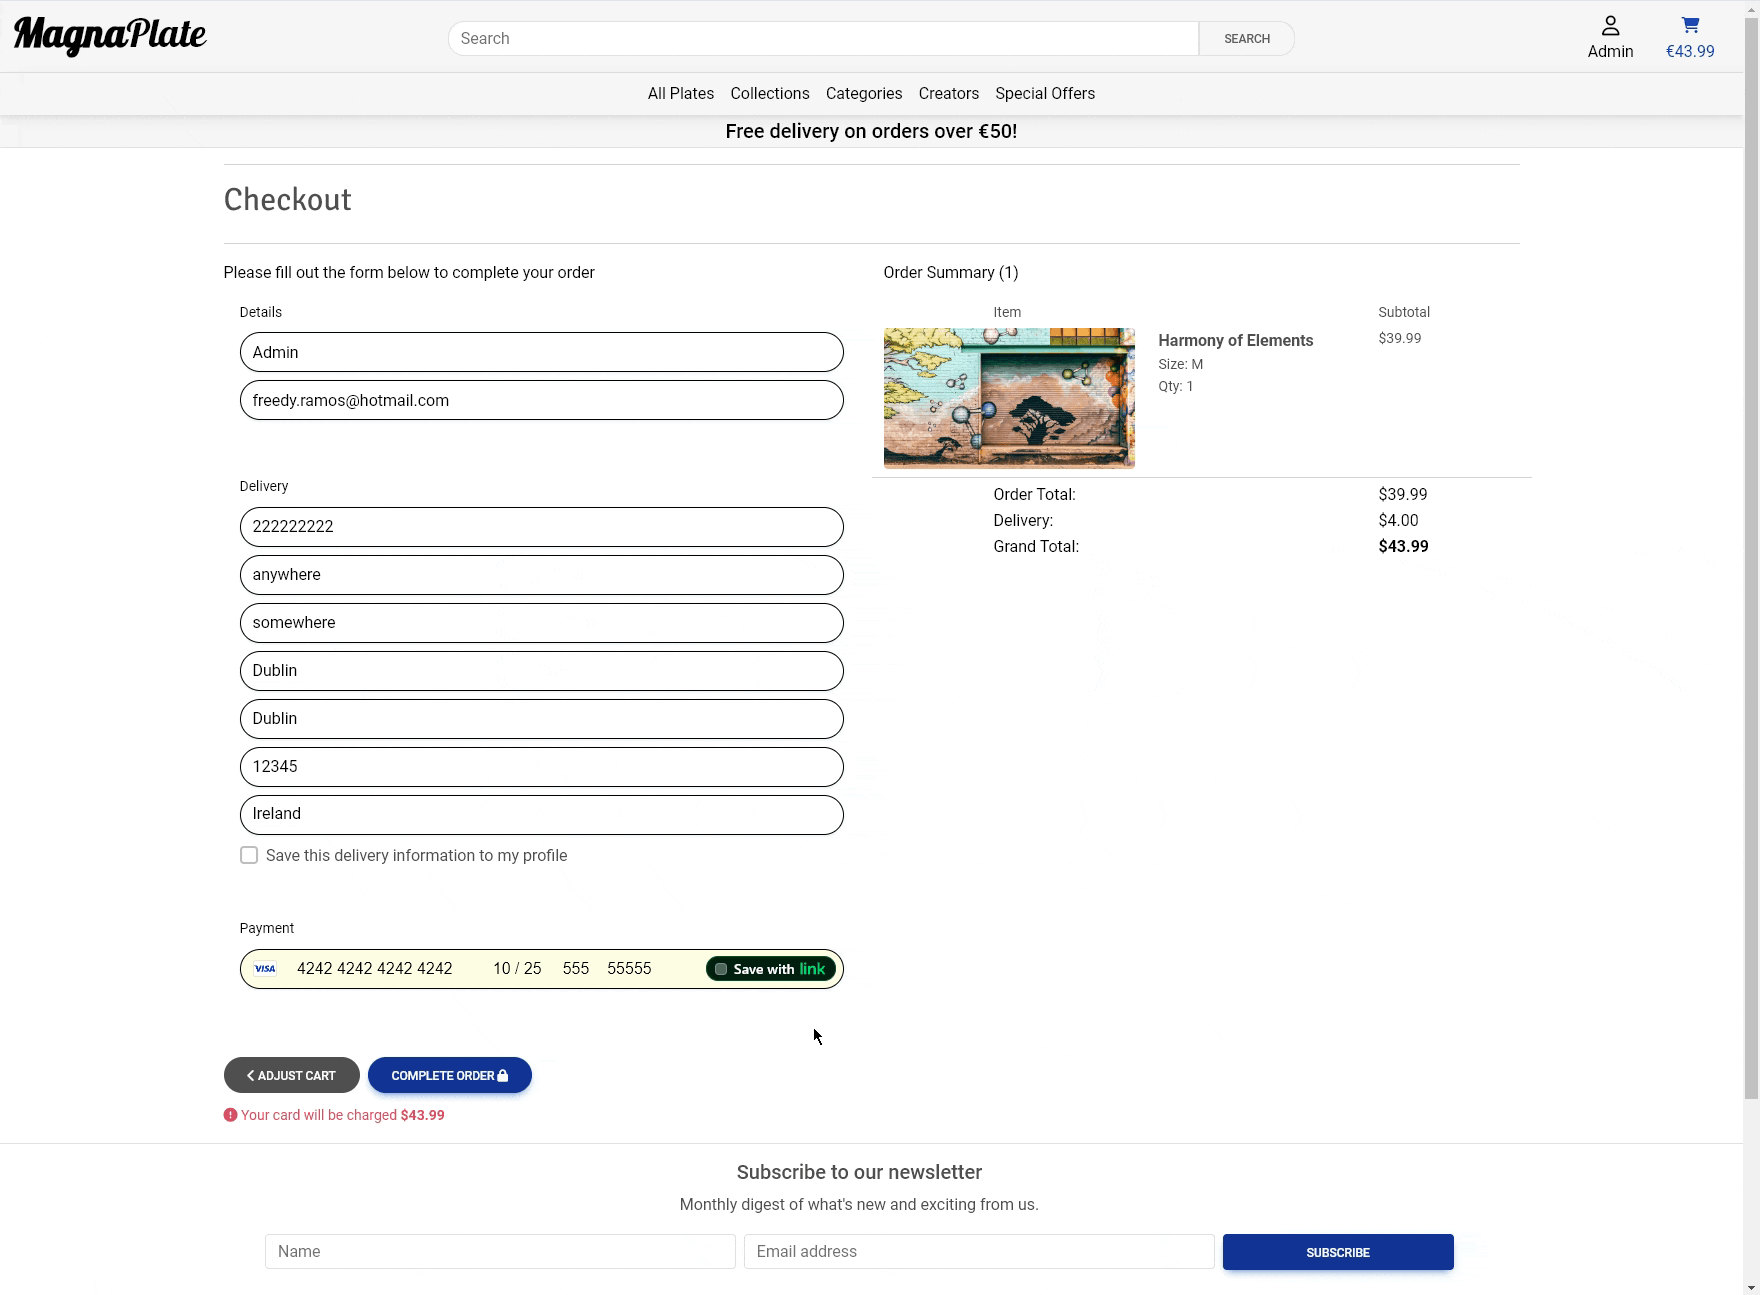 MagnaPlate
Search
SEARCH
Admin
€43.99
All Plates Collections Categories Creators Special Offers
Free delivery on orders over €50!
Checkout
Please fill out the form below to complete your order
Details
Admin
freedy.ramos@hotmail.com
Delivery
222222222
anywhere
somewhere
Dublin
Dublin
12345
Ireland
Save this delivery information to my profile
Payment
VISA 4242 4242 4242 4242 10 / 25 555 55555 Save with link
ADJUST CART
COMPLETE ORDER
Your card will be charged $43.99
Order Summary (1)
Item Subtotal
Harmony of Elements $39.99
Size: M
Qty: 1
Order Total: $39.99
Delivery: $4.00
Grand Total: $43.99
Subscribe to our newsletter
Monthly digest of what's new and exciting from us.
Name
Email address
SUBSCRIBE